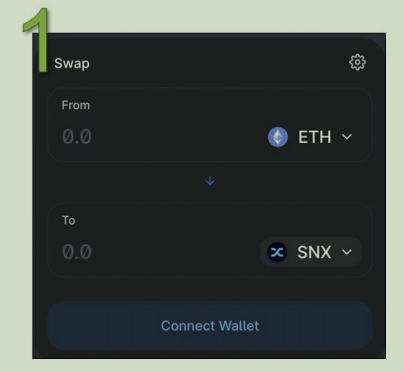 1
Swap
From
0.0
ETH
To
0.0
SNX
Connect Wallet